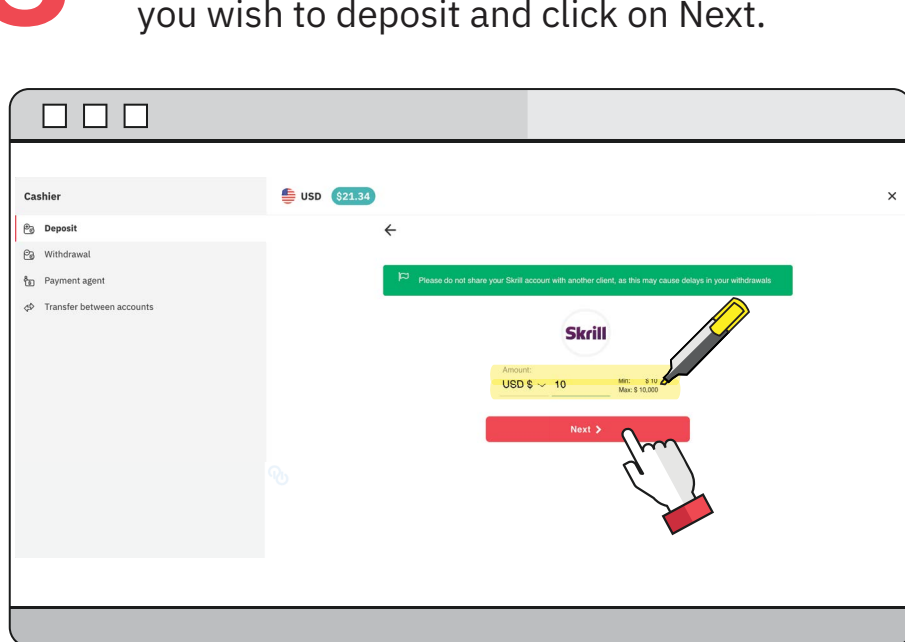 you wish to deposit and click on Next.
Cashier
USD $21.34
Deposit
Withdrawal
Payment agent
Transfer between accounts
Please do not share your Skrill account with another client, as this may cause delays in your withdrawals
Skrill
Amount:
USD $ 10
Min: $ 10
Max: $ 10,000
Next